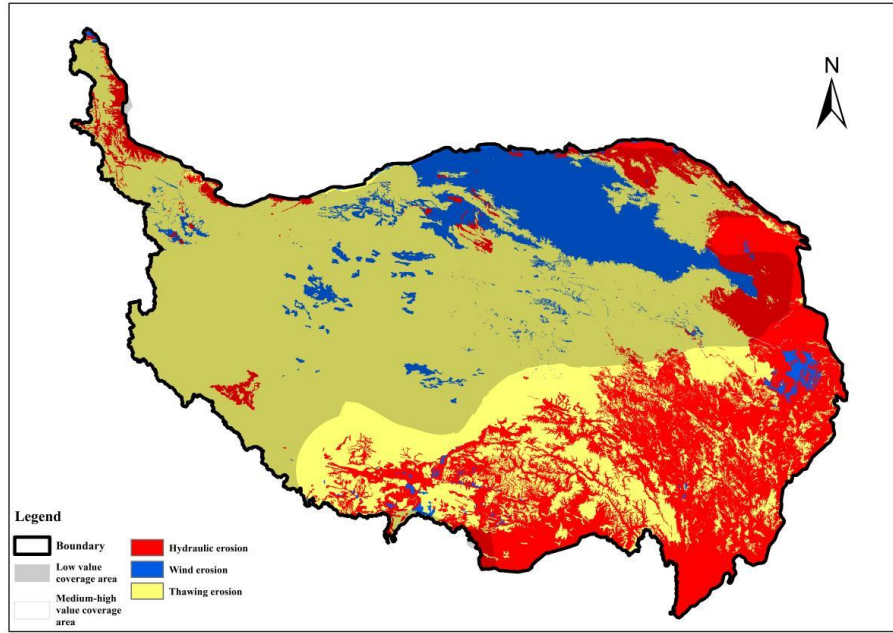 N
Legend
Boundary
Low value
coverage area
Medium-high
value coverage
area
Hydraulic erosion
Wind erosion
Thawing erosion